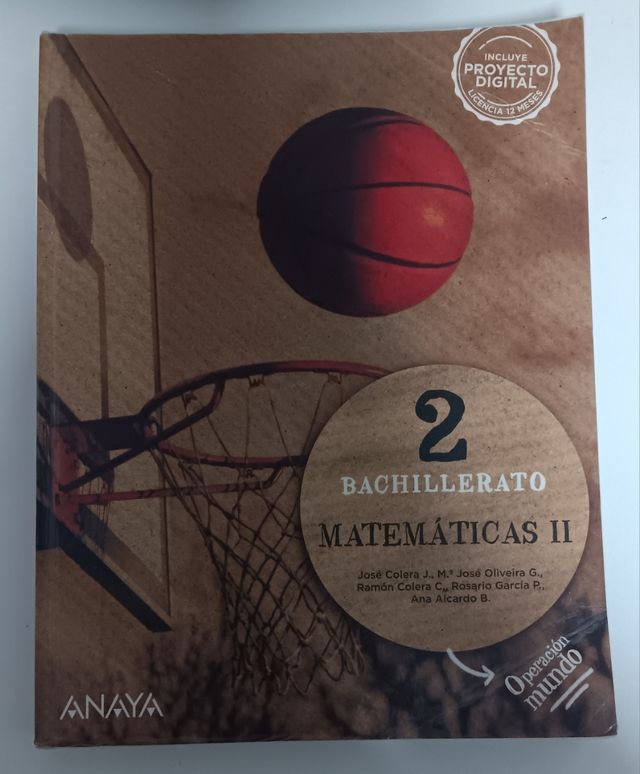 INCLUYE
PROYECTO
DIGITAL
LICENCIA 12 MESES
2
BACHILLERATO
MATEMÁTICAS II
José Colera J., M.ª José Oliveira G.,
Ramón Colera C., Rosario García P.,
Ana Aicardo B.
Operación
mundo
ANAYA